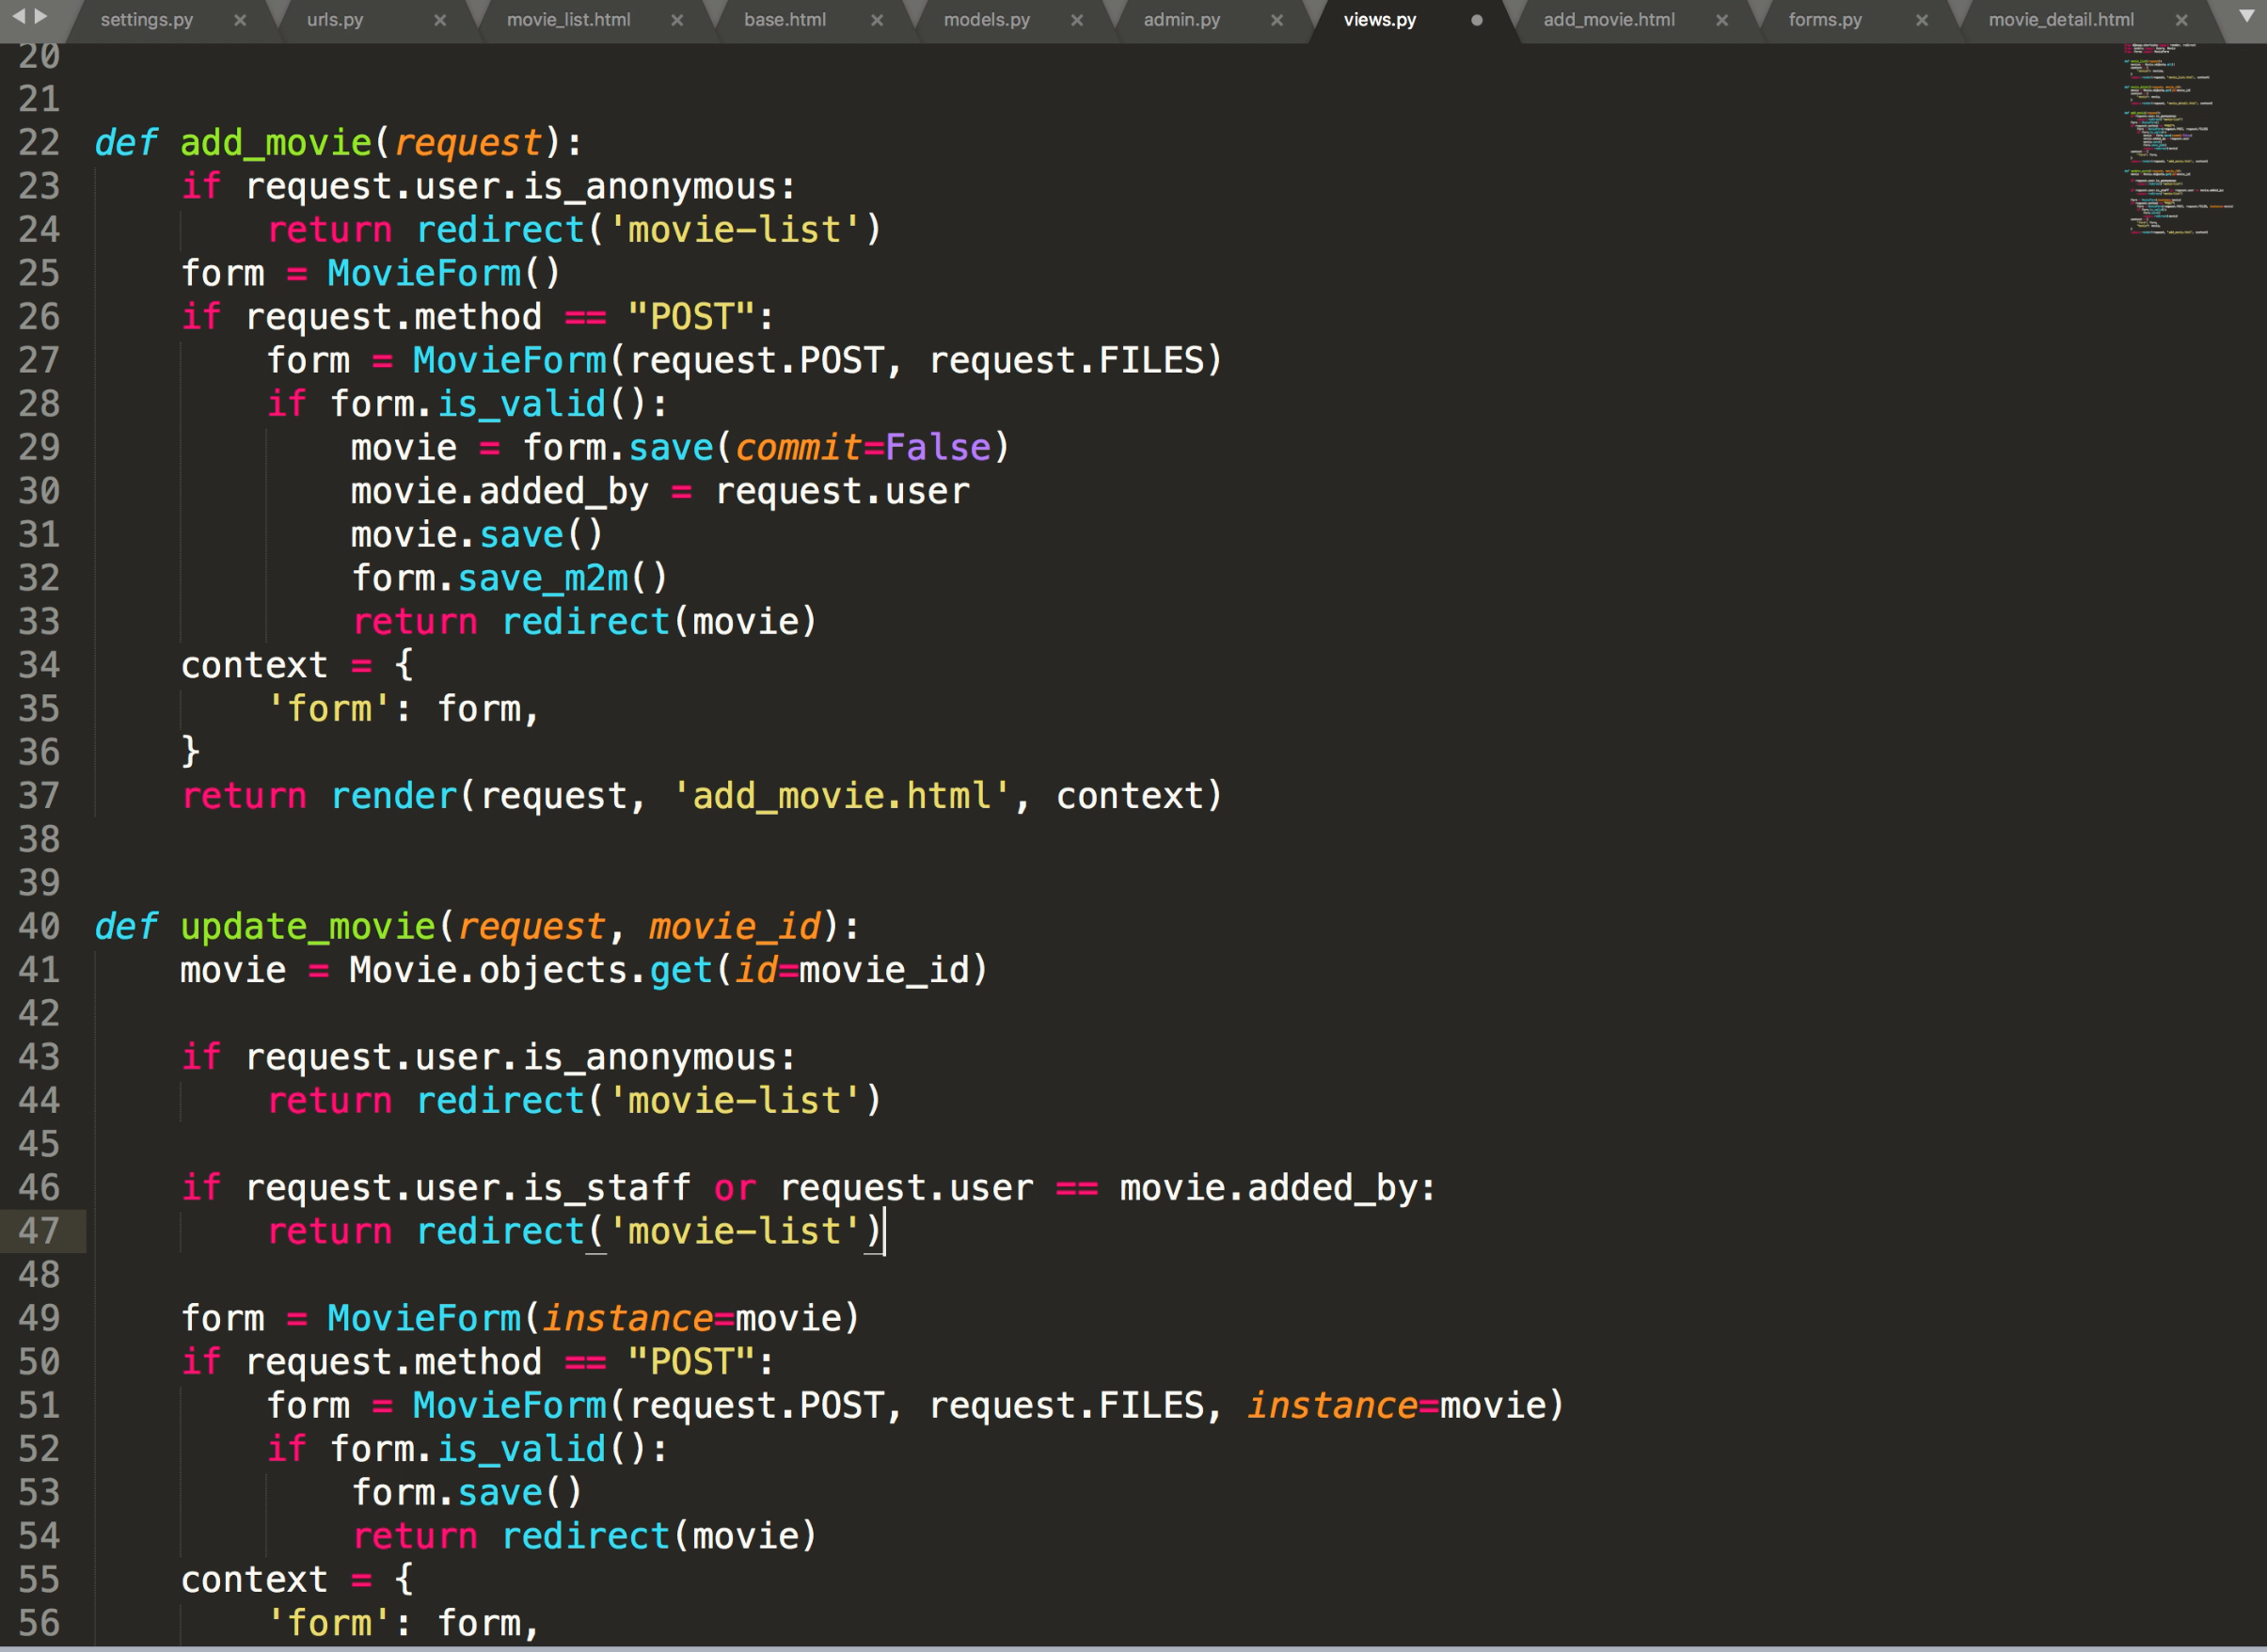 settings.py × urls.py × movie_list.html × base.html × models.py × admin.py × views.py add_movie.html × forms.py × movie_detail.html ×
20
21
22 def add_movie(request):
23     if request.user.is_anonymous:
24         return redirect('movie-list')
25     form = MovieForm()
26     if request.method == "POST":
27         form = MovieForm(request.POST, request.FILES)
28         if form.is_valid():
29             movie = form.save(commit=False)
30             movie.added_by = request.user
31             movie.save()
32             form.save_m2m()
33             return redirect(movie)
34     context = {
35         'form': form,
36     }
37     return render(request, 'add_movie.html', context)
38
39
40 def update_movie(request, movie_id):
41     movie = Movie.objects.get(id=movie_id)
42
43     if request.user.is_anonymous:
44         return redirect('movie-list')
45
46     if request.user.is_staff or request.user == movie.added_by:
47         return redirect('movie-list')
48
49     form = MovieForm(instance=movie)
50     if request.method == "POST":
51         form = MovieForm(request.POST, request.FILES, instance=movie)
52         if form.is_valid():
53             form.save()
54             return redirect(movie)
55     context = {
56         'form': form,